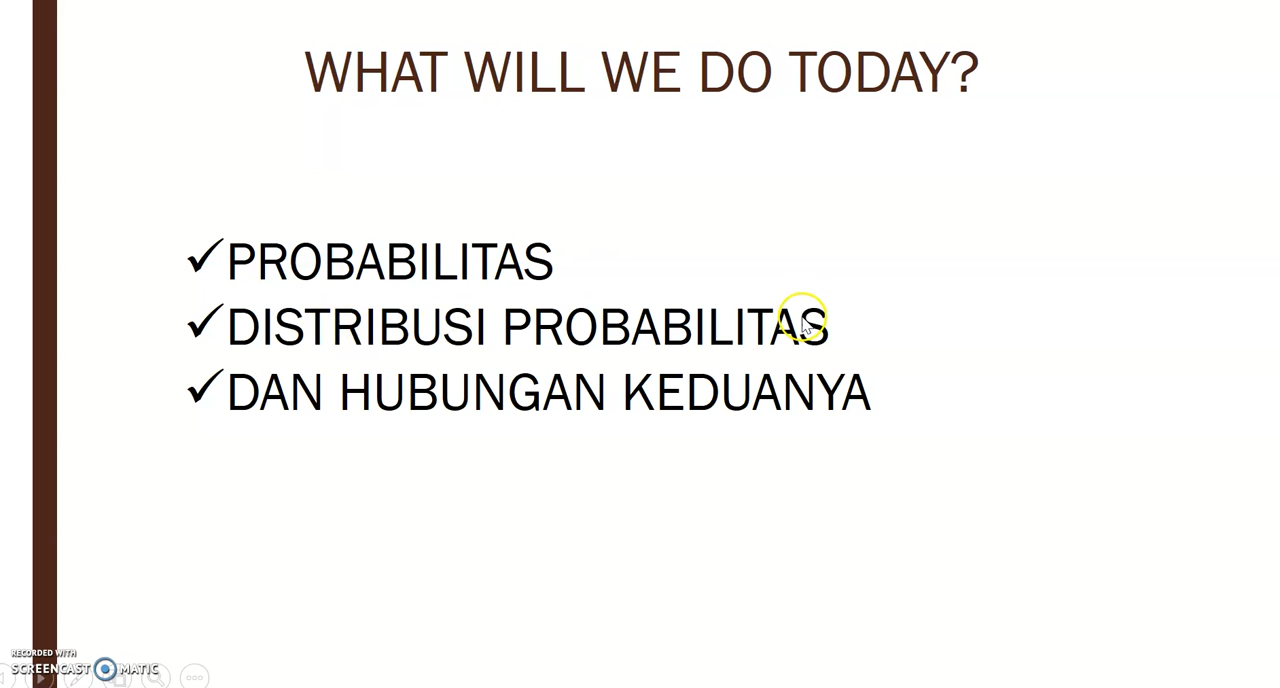 WHAT WILL WE DO TODAY?
✓PROBABILITAS
✓DISTRIBUSI PROBABILITAS
✓DAN HUBUNGAN KEDUANYA
RECORDED WITH
SCREENCAST MATIC